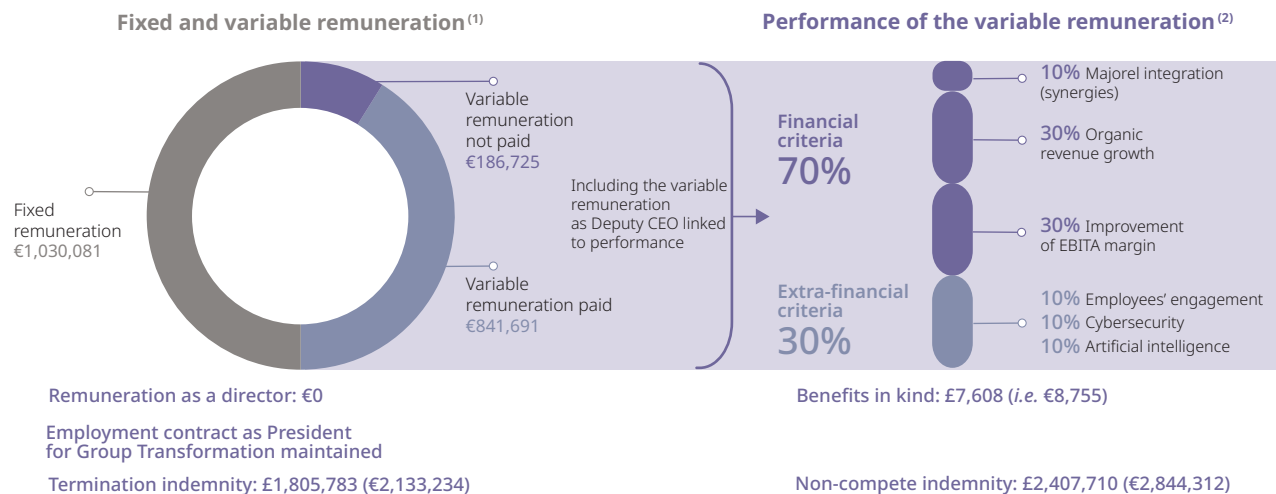 Fixed and variable remuneration (1)
Performance of the variable remuneration (2)
Variable
remuneration
not paid
€186,725
Fixed
remuneration
€1,030,081
Including the variable
remuneration
as Deputy CEO linked
to performance
Variable
remuneration paid
€841,691
Financial
criteria
70%
10% Majorel integration
(synergies)
30% Organic
revenue growth
30% Improvement
of EBITA margin
Extra-financial
criteria
30%
10% Employees’ engagement
10% Cybersecurity
10% Artificial intelligence
Remuneration as a director: €0
Benefits in kind: £7,608 (i.e. €8,755)
Employment contract as President
for Group Transformation maintained
Termination indemnity: £1,805,783 (€2,133,234)
Non-compete indemnity: £2,407,710 (€2,844,312)